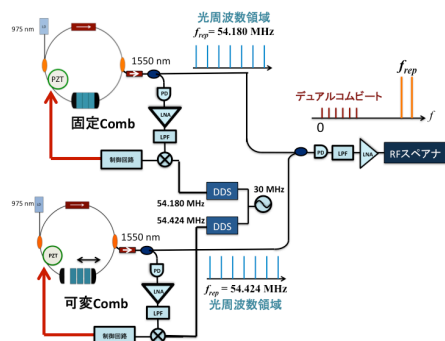 光周波数領域
f_rep = 54.180 MHz
975 nm
PZT
1550 nm
PD
LNA
LPF
固定Comb
制御回路
デュアルコムビート
f_rep
0
f
PD
LPF
LNA
RFスペアナ
DDS
30 MHz
54.180 MHz
54.424 MHz
DDS
975 nm
PZT
1550 nm
PD
LNA
LPF
可変Comb
制御回路
f_rep = 54.424 MHz
光周波数領域